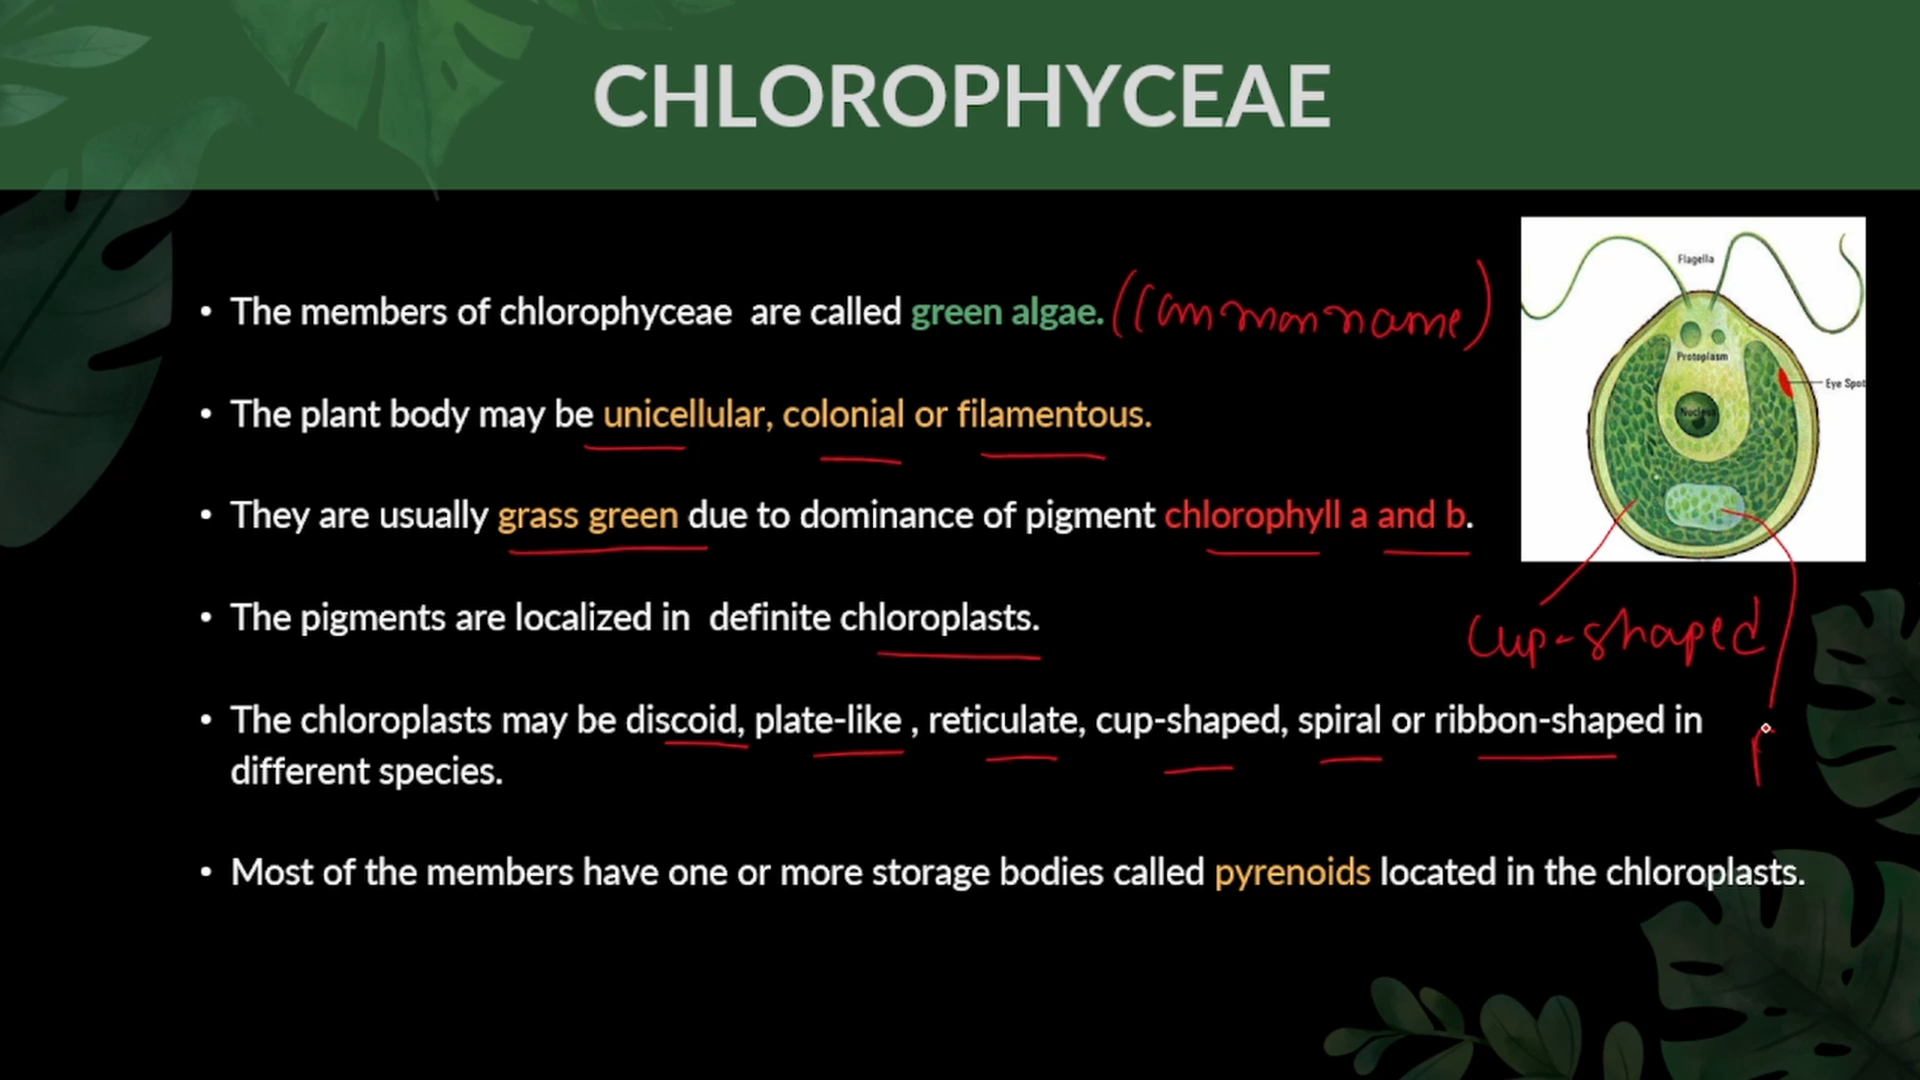 CHLOROPHYCEAE
• The members of chlorophyceae are called green algae. (Common name)
• The plant body may be unicellular, colonial or filamentous.
• They are usually grass green due to dominance of pigment chlorophyll a and b.
• The pigments are localized in definite chloroplasts.
• The chloroplasts may be discoid, plate-like , reticulate, cup-shaped, spiral or ribbon-shaped in
different species.
• Most of the members have one or more storage bodies called pyrenoids located in the chloroplasts.
Flagella
Protoplasm
Eye Spot
Nucleus
Cup-shaped